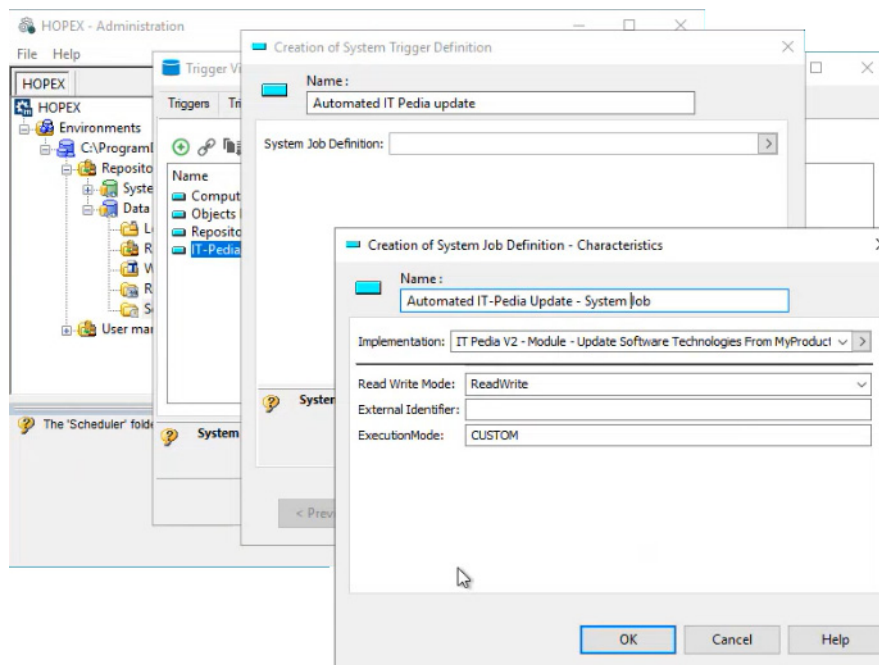 HOPEX - Administration
File Help
HOPEX
HOPEX
Environments
C:\Program
Reposito
Syste
Data
L
R
W
R
S
User mar
The 'Scheduler' folde
Trigger Vi
Triggers Tri
Name
Comput
Objects
Reposito
IT-Pedia
System
Creation of System Trigger Definition
Name :
Automated IT Pedia update
System Job Definition:
System
< Prev
Creation of System Job Definition - Characteristics
Name :
Automated IT-Pedia Update - System Job
Implementation: IT Pedia V2 - Module - Update Software Technologies From MyProduct
Read Write Mode: ReadWrite
External Identifier:
ExecutionMode: CUSTOM
OK Cancel Help